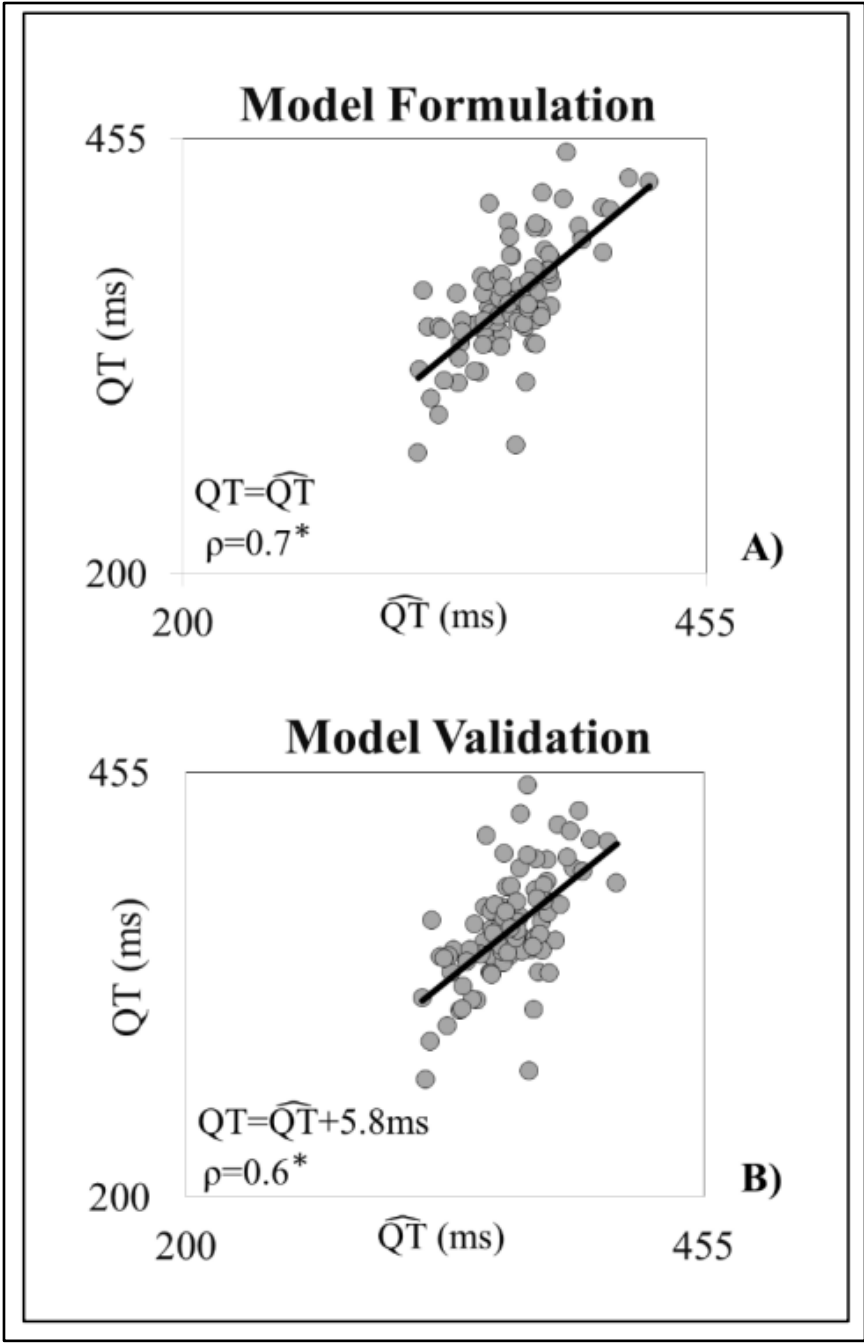 Model Formulation
455
QT (ms)
QT=Q͡T
ρ=0.7*
A)
200
200
Q͡T (ms)
455
Model Validation
455
QT (ms)
QT=Q͡T+5.8ms
ρ=0.6*
B)
200
200
Q͡T (ms)
455